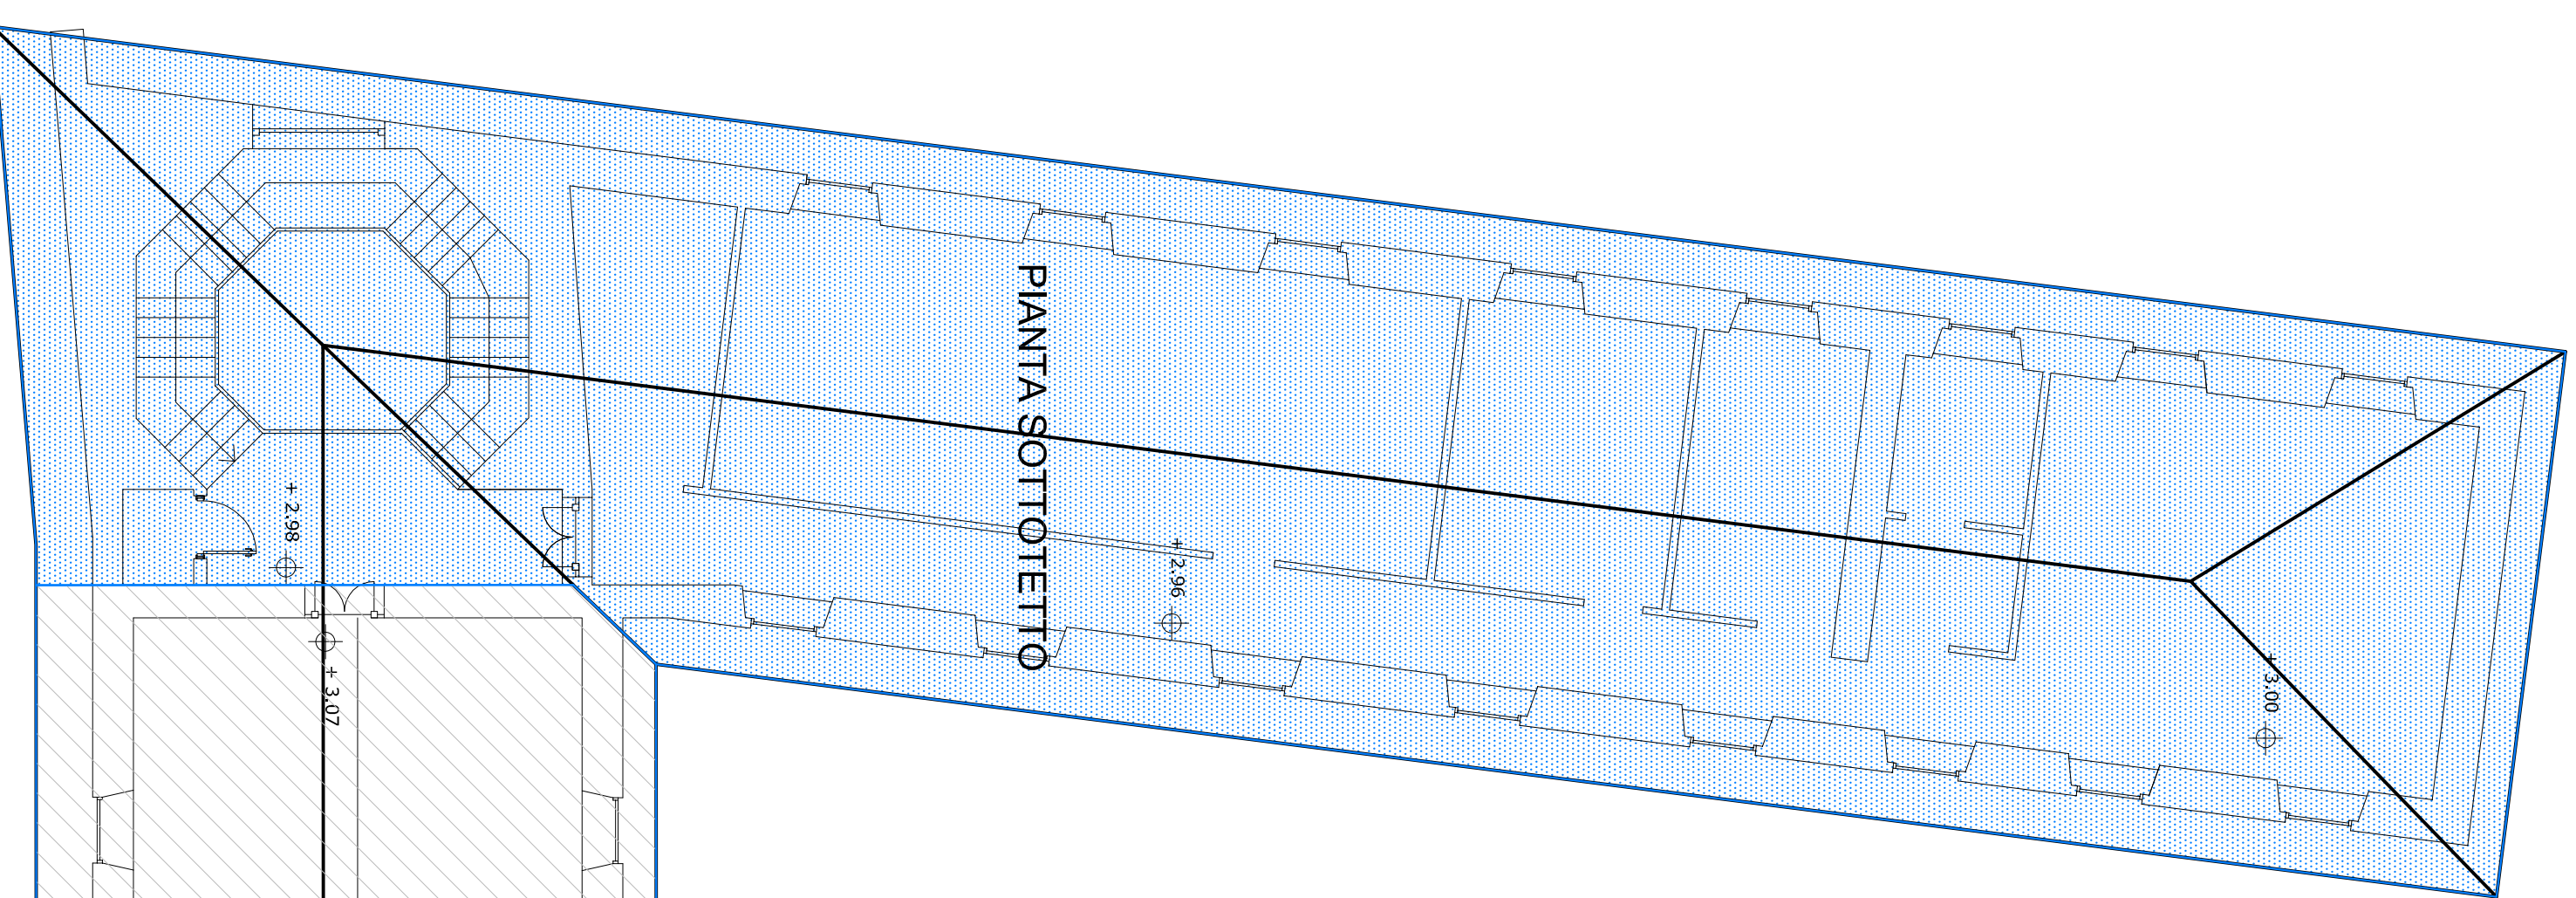 PIANTA SOTTOTETTO
+ 2.98
+ 2.96
+ 3.07
+ 3.00